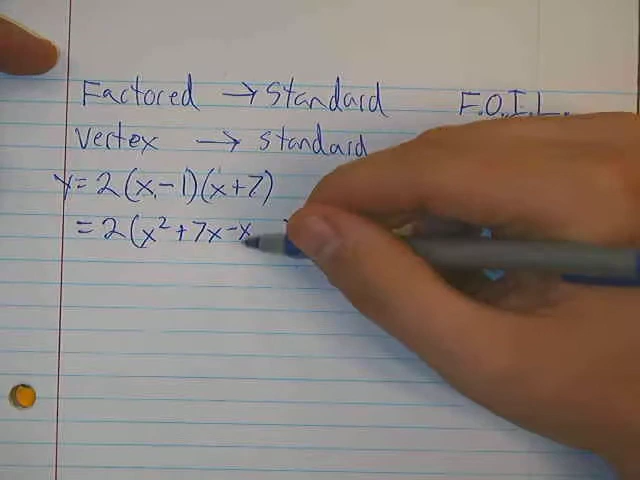 Factored → Standard F.O.I.L.
Vertex → standard
y = 2(x-1)(x+7)
= 2(x² + 7x - x